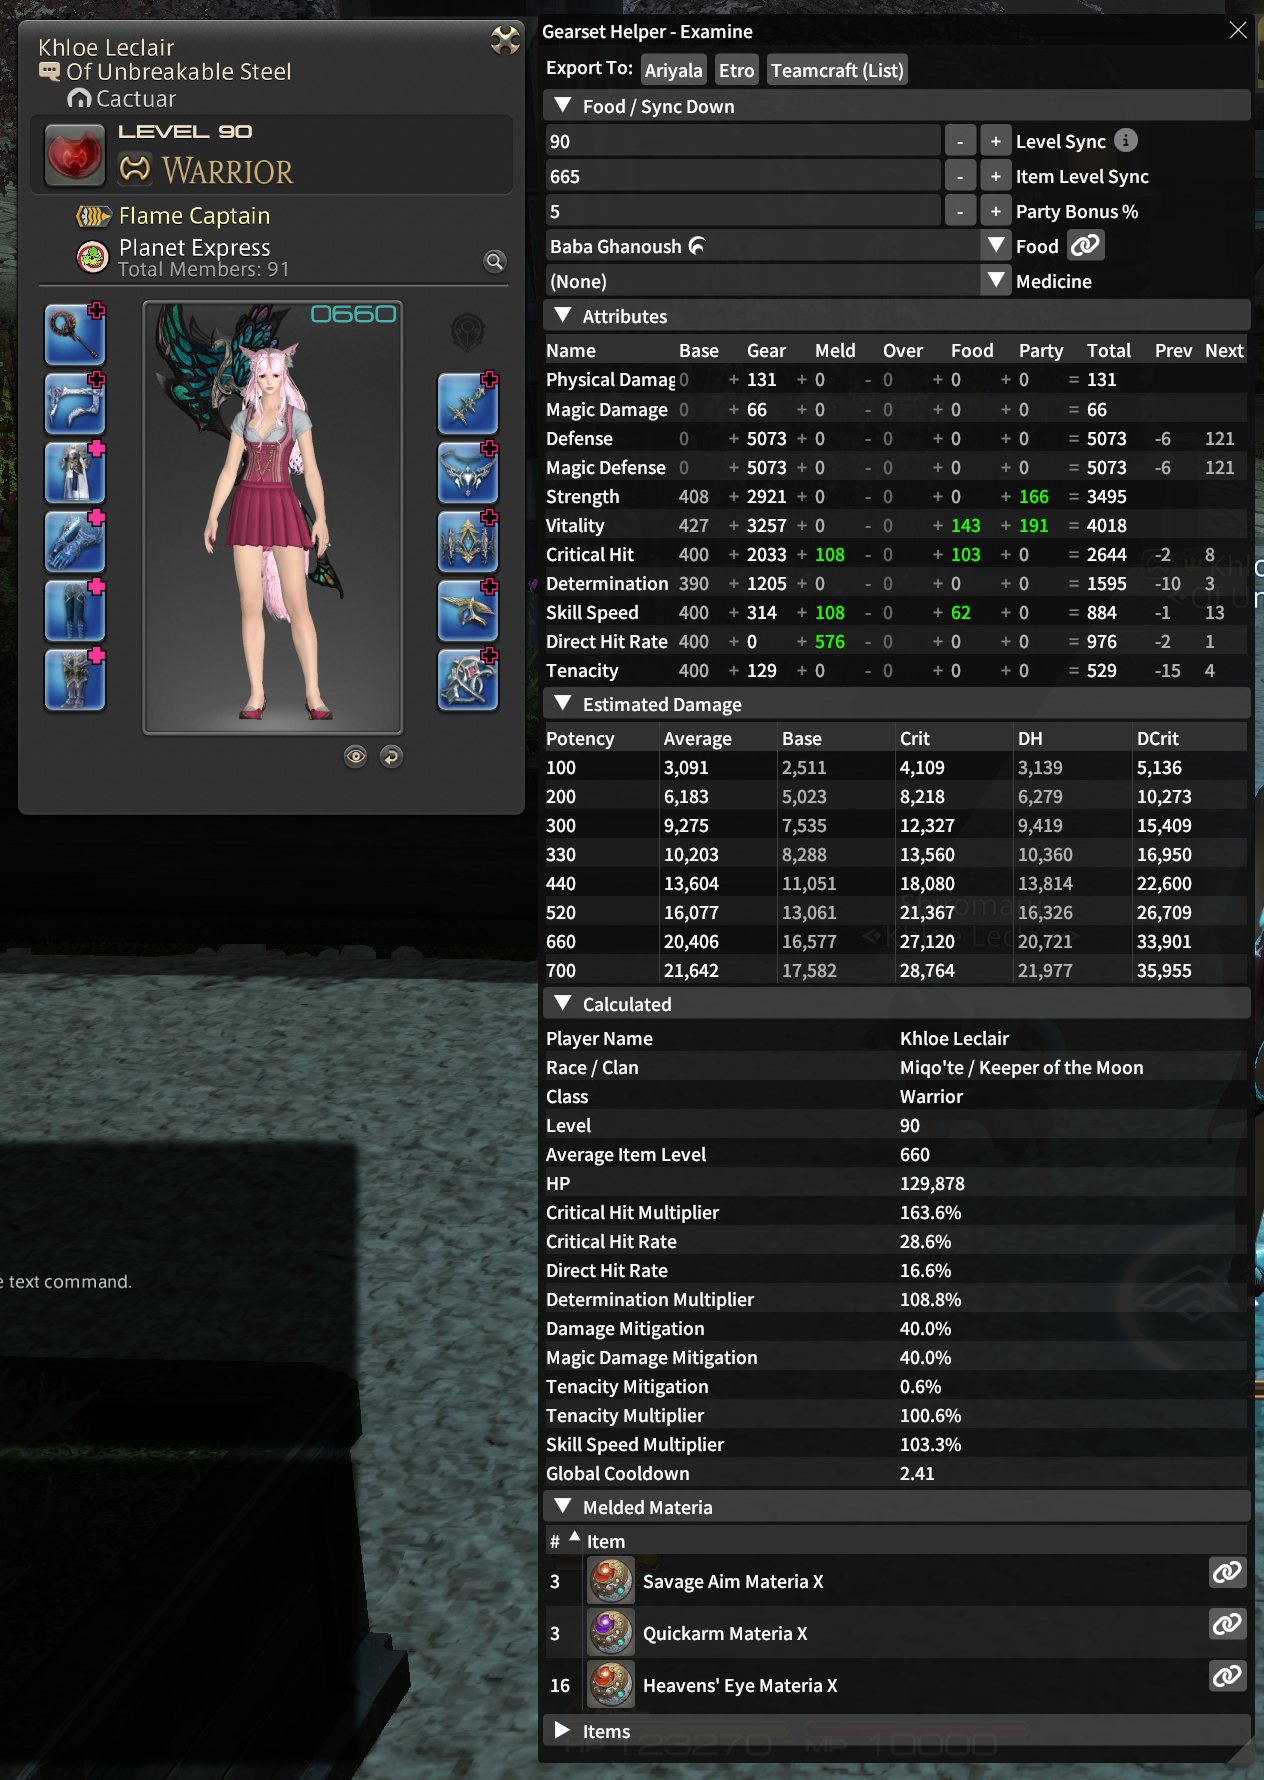 Khloe Leclair
Of Unbreakable Steel
Cactuar
LEVEL 90
WARRIOR
Flame Captain
Planet Express
Total Members: 91
0660
e text command.
Gearset Helper - Examine
Export To: Ariyala Etro Teamcraft (List)
Food / Sync Down
90 - + Level Sync
665 - + Item Level Sync
5 - + Party Bonus %
Baba Ghanoush Food
(None) Medicine
Attributes
Name Base Gear Meld Over Food Party Total Prev Next
Physical Damag 0 + 131 + 0 - 0 + 0 + 0 = 131
Magic Damage 0 + 66 + 0 - 0 + 0 + 0 = 66
Defense 0 + 5073 + 0 - 0 + 0 + 0 = 5073 -6 121
Magic Defense 0 + 5073 + 0 - 0 + 0 + 0 = 5073 -6 121
Strength 408 + 2921 + 0 - 0 + 0 + 166 = 3495
Vitality 427 + 3257 + 0 - 0 + 143 + 191 = 4018
Critical Hit 400 + 2033 + 108 - 0 + 103 + 0 = 2644 -2 8
Determination 390 + 1205 + 0 - 0 + 0 + 0 = 1595 -10 3
Skill Speed 400 + 314 + 108 - 0 + 62 + 0 = 884 -1 13
Direct Hit Rate 400 + 0 + 576 - 0 + 0 + 0 = 976 -2 1
Tenacity 400 + 129 + 0 - 0 + 0 + 0 = 529 -15 4
Estimated Damage
Potency Average Base Crit DH DCrit
100 3,091 2,511 4,109 3,139 5,136
200 6,183 5,023 8,218 6,279 10,273
300 9,275 7,535 12,327 9,419 15,409
330 10,203 8,288 13,560 10,360 16,950
440 13,604 11,051 18,080 13,814 22,600
520 16,077 13,061 21,367 16,326 26,709
660 20,406 16,577 27,120 20,721 33,901
700 21,642 17,582 28,764 21,977 35,955
Calculated
Player Name Khloe Leclair
Race / Clan Miqo'te / Keeper of the Moon
Class Warrior
Level 90
Average Item Level 660
HP 129,878
Critical Hit Multiplier 163.6%
Critical Hit Rate 28.6%
Direct Hit Rate 16.6%
Determination Multiplier 108.8%
Damage Mitigation 40.0%
Magic Damage Mitigation 40.0%
Tenacity Mitigation 0.6%
Tenacity Multiplier 100.6%
Skill Speed Multiplier 103.3%
Global Cooldown 2.41
Melded Materia
# Item
3 Savage Aim Materia X
3 Quickarm Materia X
16 Heavens' Eye Materia X
Items